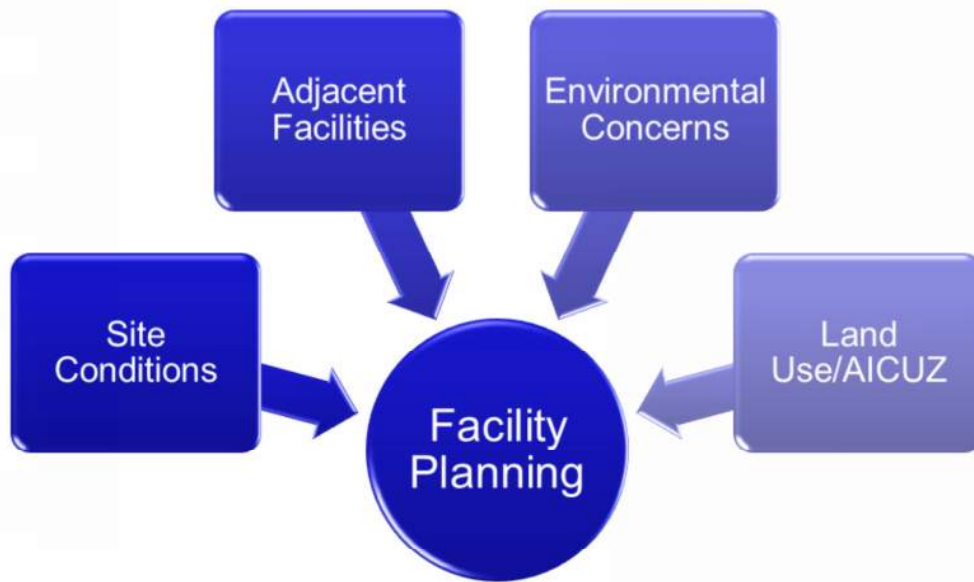 Adjacent
Facilities
Environmental
Concerns
Site
Conditions
Land
Use/AICUZ
Facility
Planning